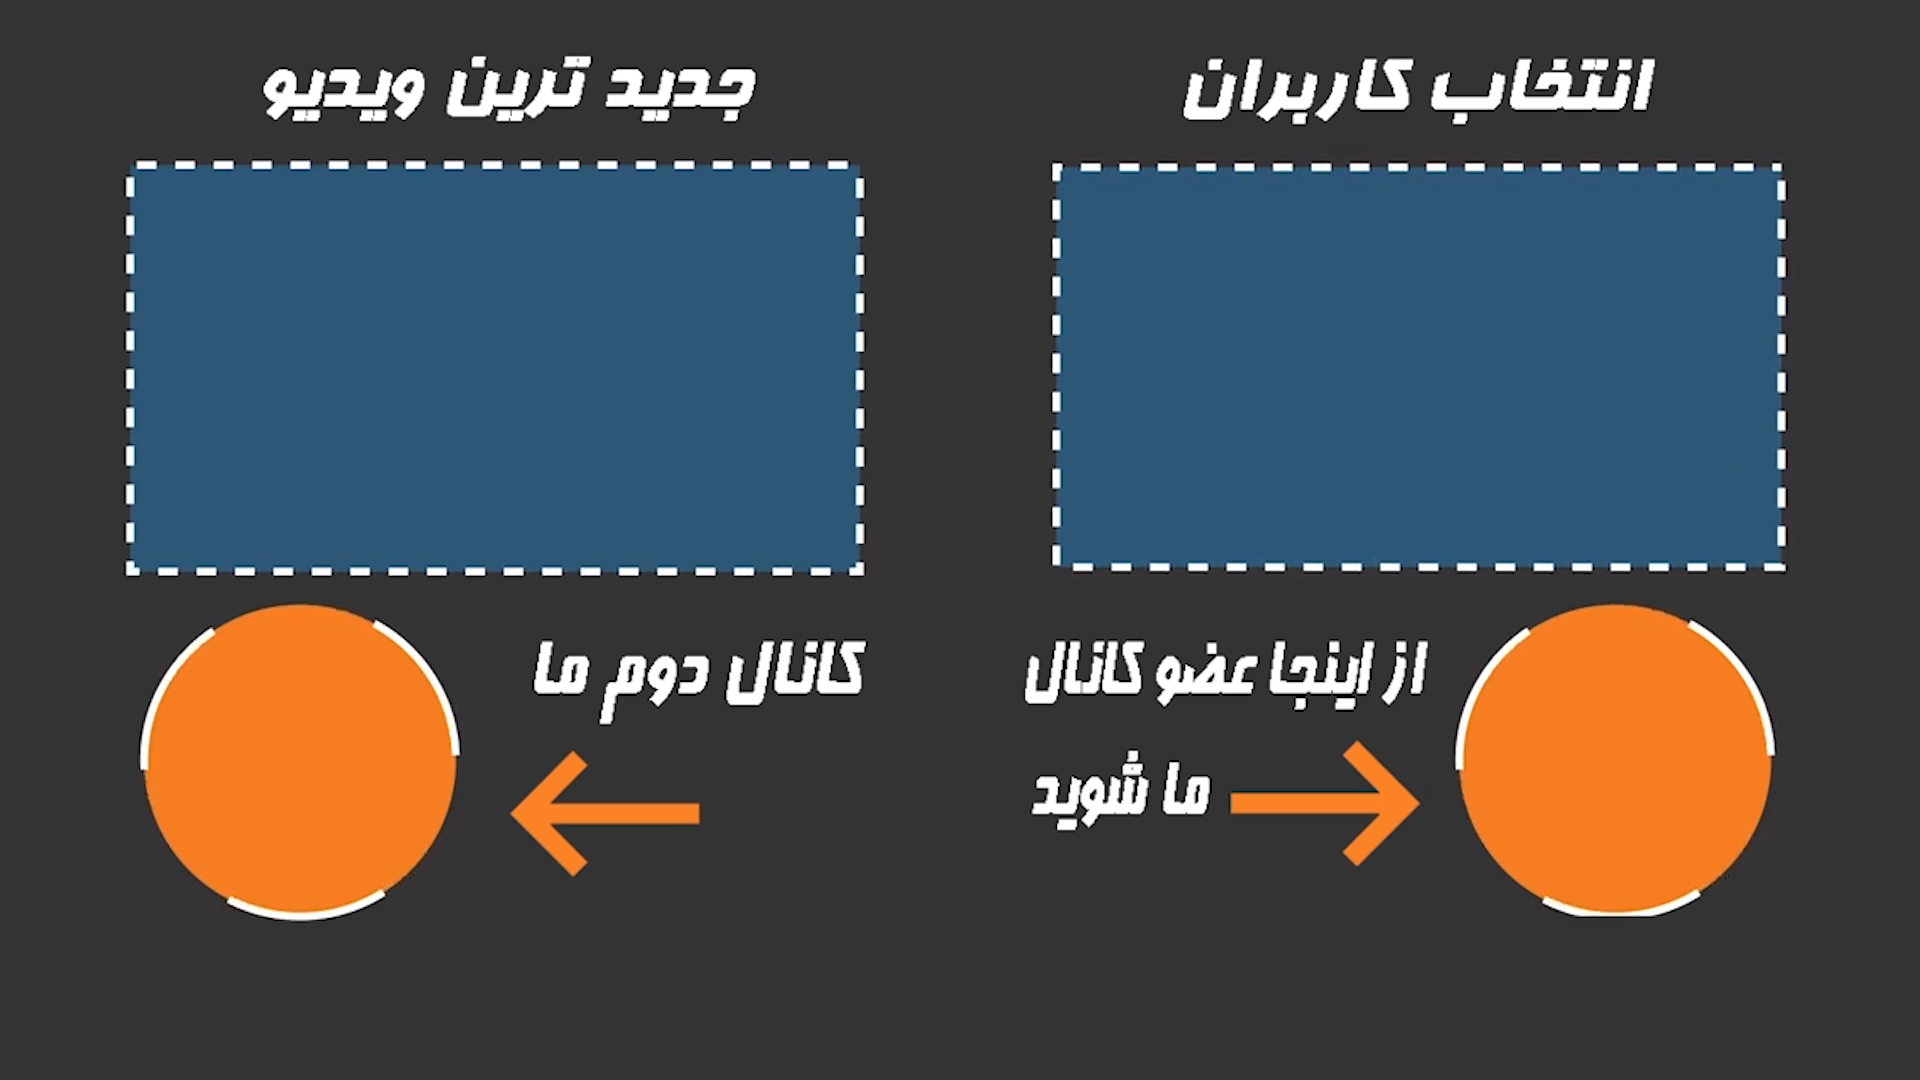 انتخاب کاربران
جدید ترین ویدیو
از اینجا عضو کانال
ما شوید
کانال دوم ما